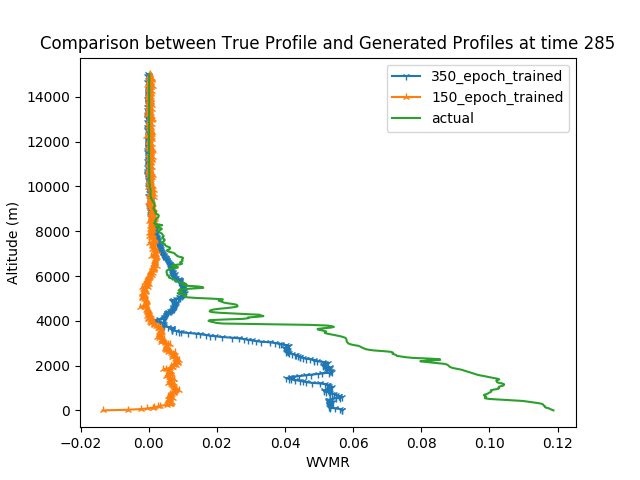 Comparison between True Profile and Generated Profiles at time 285
350_epoch_trained
150_epoch_trained
actual
Altitude (m)
14000
12000
10000
8000
6000
4000
2000
0
−0.02 0.00 0.02 0.04 0.06 0.08 0.10 0.12
WVMR